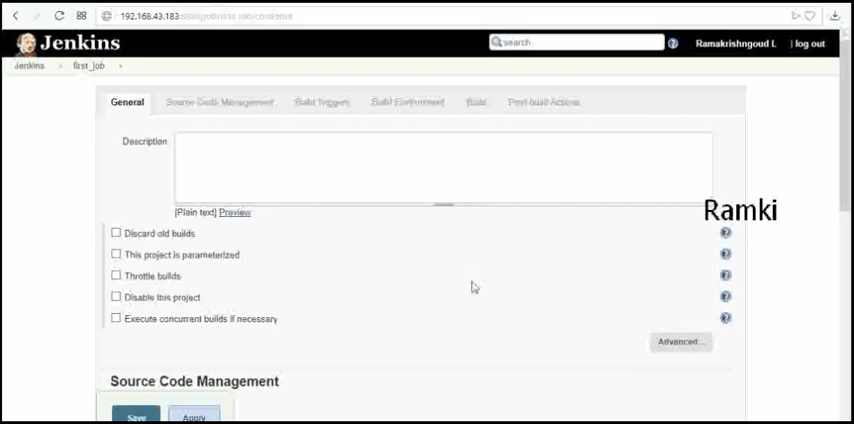 192.168.43.183
Jenkins
search
Ramakrishngoud L
| log out
Jenkins
first_job
General
Source Code Management
Build Triggers
Build Environment
Build
Post-build Actions
Description
[Plain text] Preview
Ramki
Discard old builds
This project is parameterized
Throttle builds
Disable this project
Execute concurrent builds if necessary
Advanced...
Source Code Management
Save
Apply